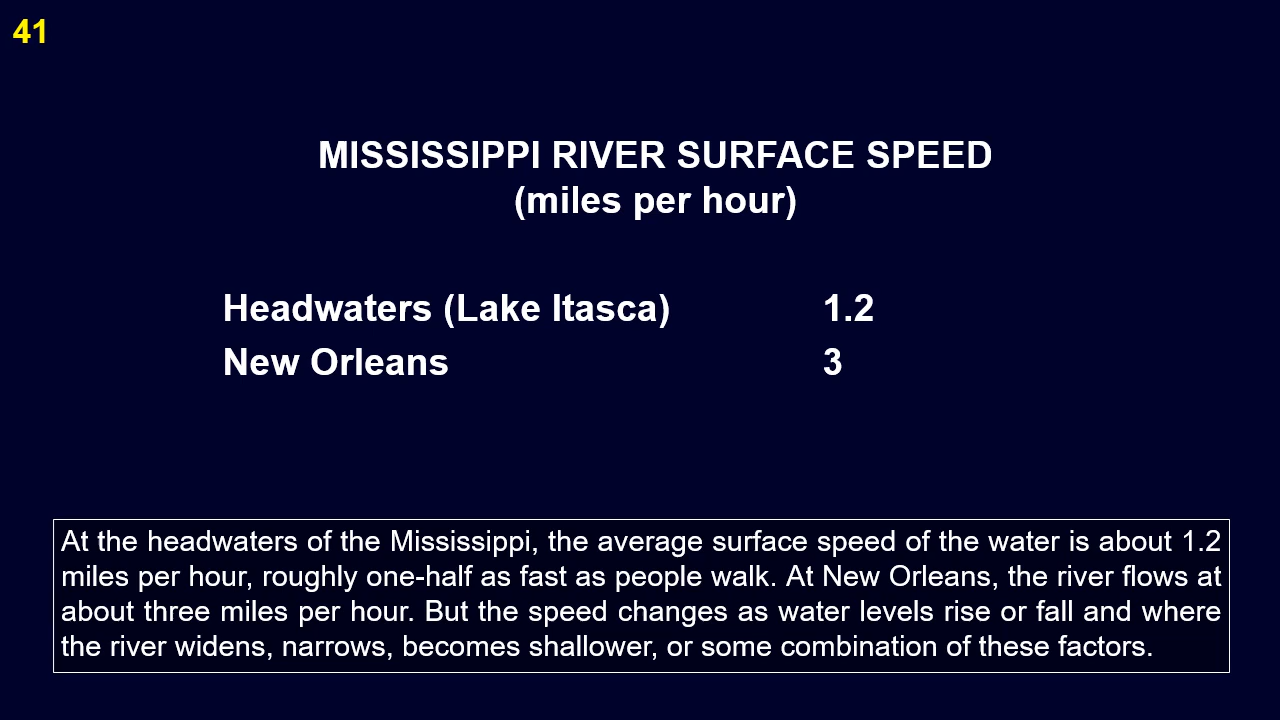 41
MISSISSIPPI RIVER SURFACE SPEED
(miles per hour)
Headwaters (Lake Itasca) 1.2
New Orleans 3
At the headwaters of the Mississippi, the average surface speed of the water is about 1.2
miles per hour, roughly one-half as fast as people walk. At New Orleans, the river flows at
about three miles per hour. But the speed changes as water levels rise or fall and where
the river widens, narrows, becomes shallower, or some combination of these factors.